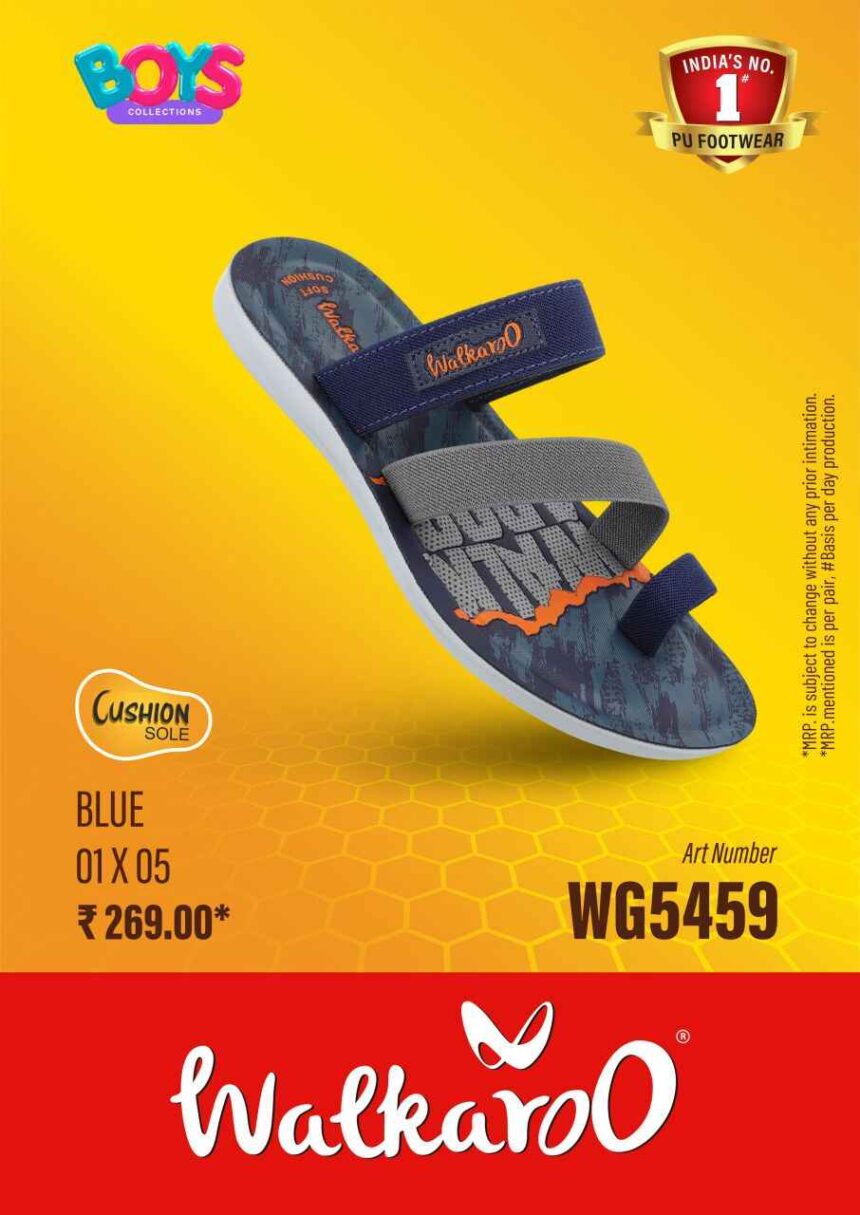 BOYS
COLLECTIONS
INDIA'S NO.
1#
PU FOOTWEAR
SOFT
CUSHION
Walka
Walkaroo
*MRP. is subject to change without any prior intimation.
*MRP.mentioned is per pair, #Basis per day production.
CUSHION
SOLE
BLUE
01 X 05
₹ 269.00*
Art Number
WG5459
Walkaroo®